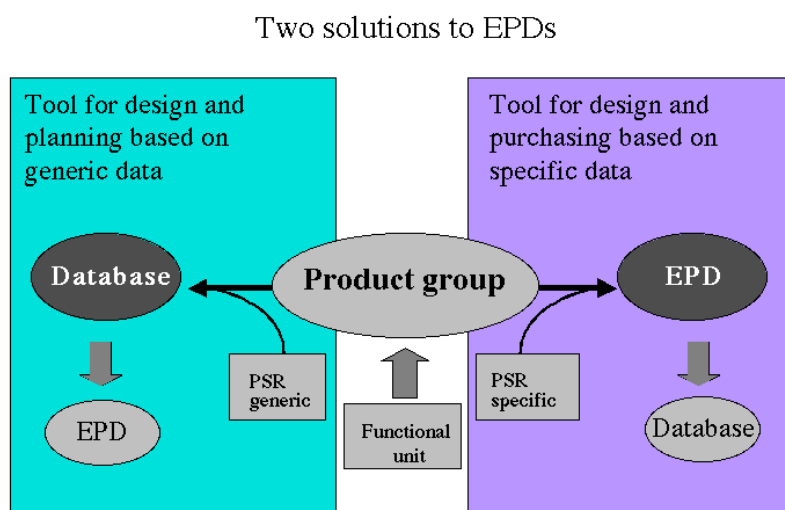 Two solutions to EPDs
Tool for design and
planning based on
generic data
Tool for design and
purchasing based on
specific data
Database
Product group
EPD
PSR
generic
PSR
specific
EPD
Functional
unit
Database